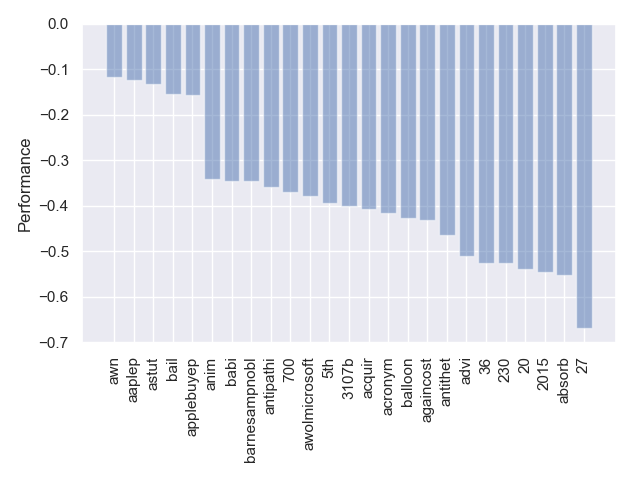 0.0
−0.1
−0.2
−0.3
−0.4
−0.5
−0.6
−0.7
Performance
awn
aaplep
astut
bail
applebuyep
anim
babi
barnesampnobl
antipathi
700
awolmicrosoft
5th
3107b
acquir
acronym
balloon
againcost
antithet
advi
36
230
20
2015
absorb
27